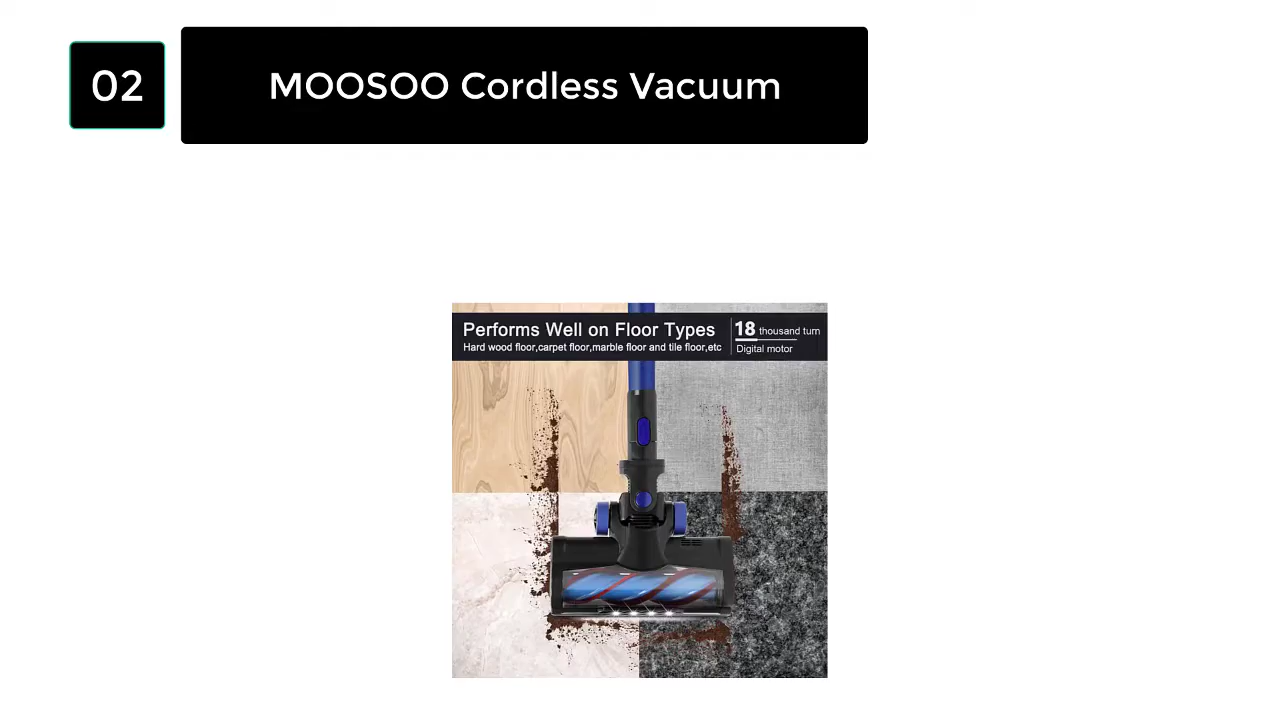 02
MOOSOO Cordless Vacuum
Performs Well on Floor Types
Hard wood floor,carpet floor,marble floor and tile floor,etc
18 thousand turn
Digital motor